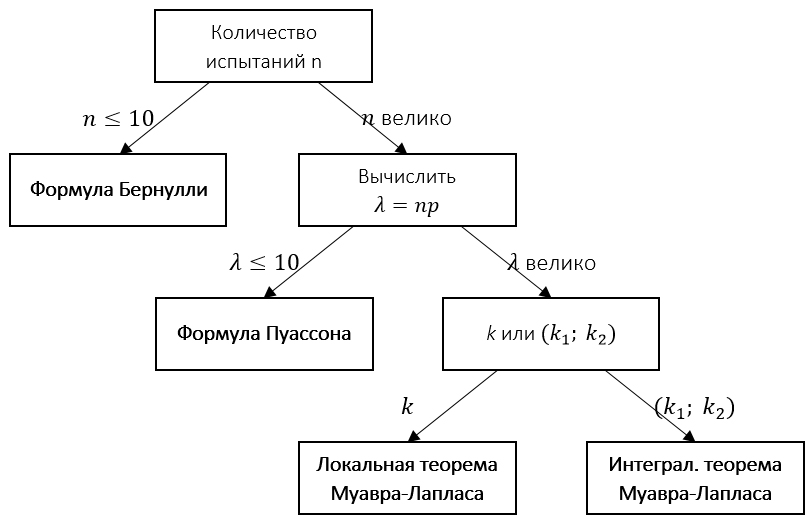 Количество
испытаний n
n ≤ 10
n велико
Формула Бернулли
Вычислить
λ = np
λ ≤ 10
λ велико
Формула Пуассона
k или (k₁; k₂)
k
(k₁; k₂)
Локальная теорема
Муавра-Лапласа
Интеграл. теорема
Муавра-Лапласа